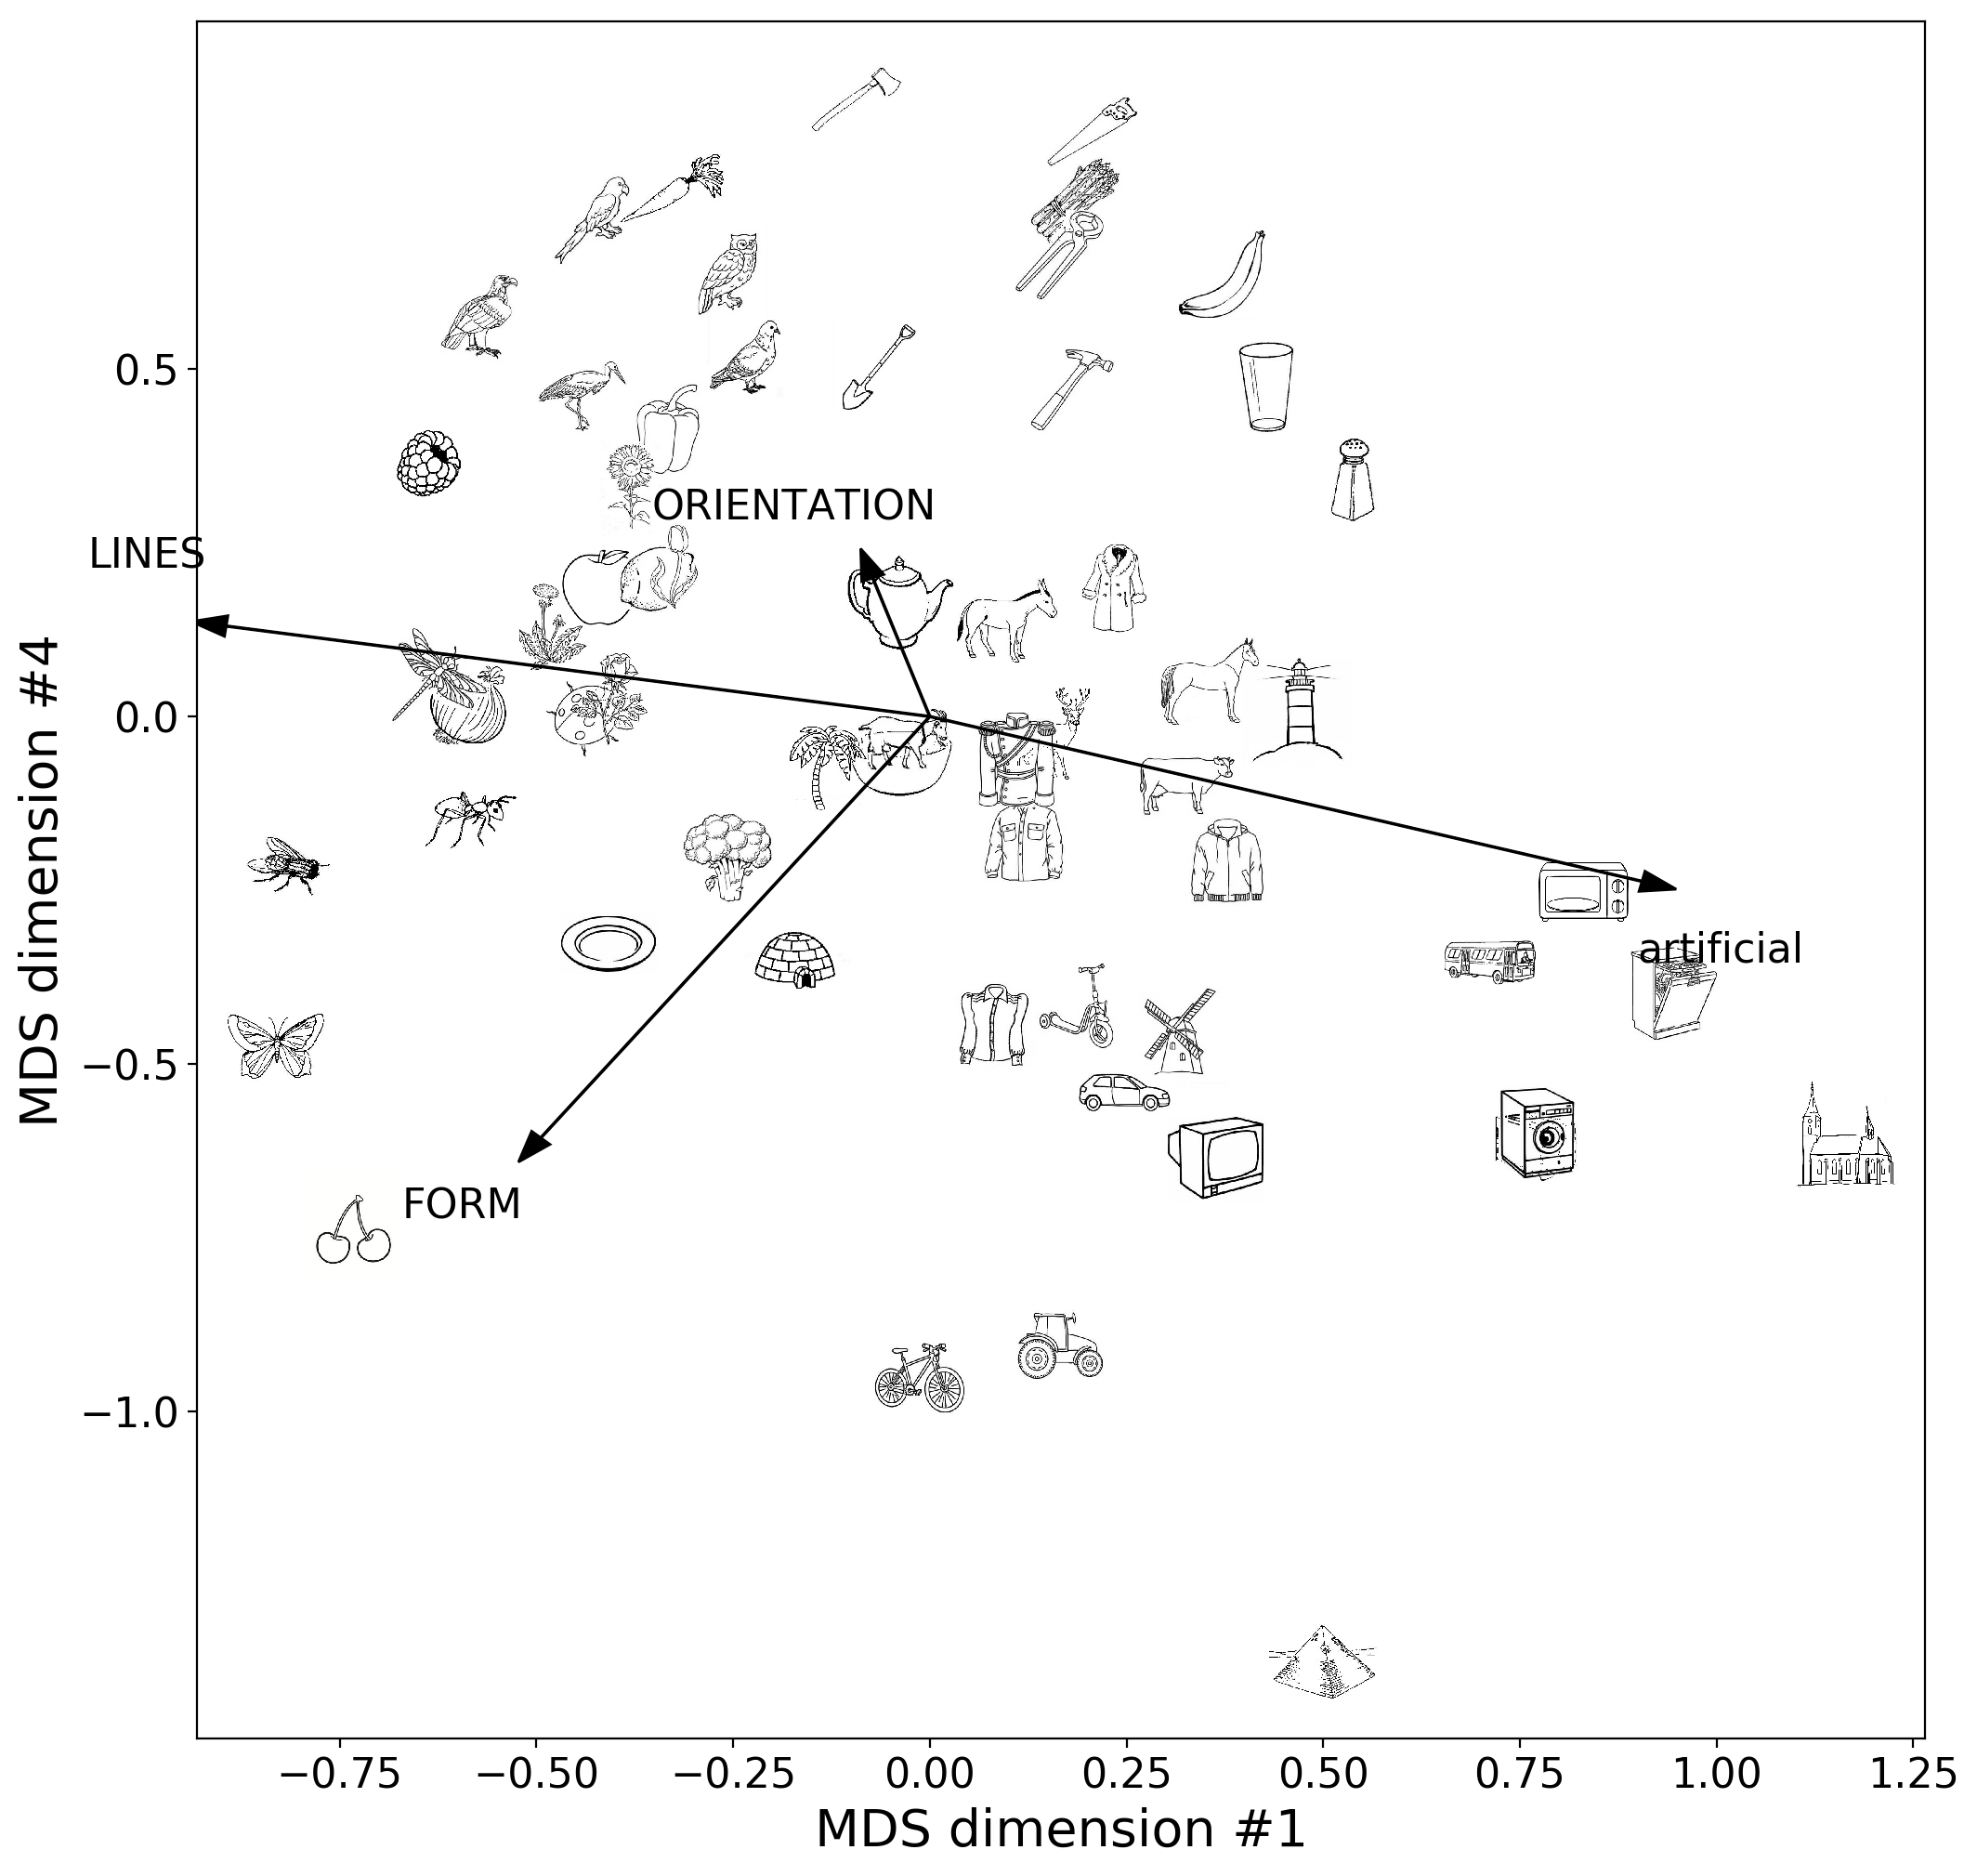 ORIENTATION
LINES
artificial
FORM
0.5
0.0
−0.5
−1.0
MDS dimension #4
−0.75
−0.50
−0.25
0.00
0.25
0.50
0.75
1.00
1.25
MDS dimension #1